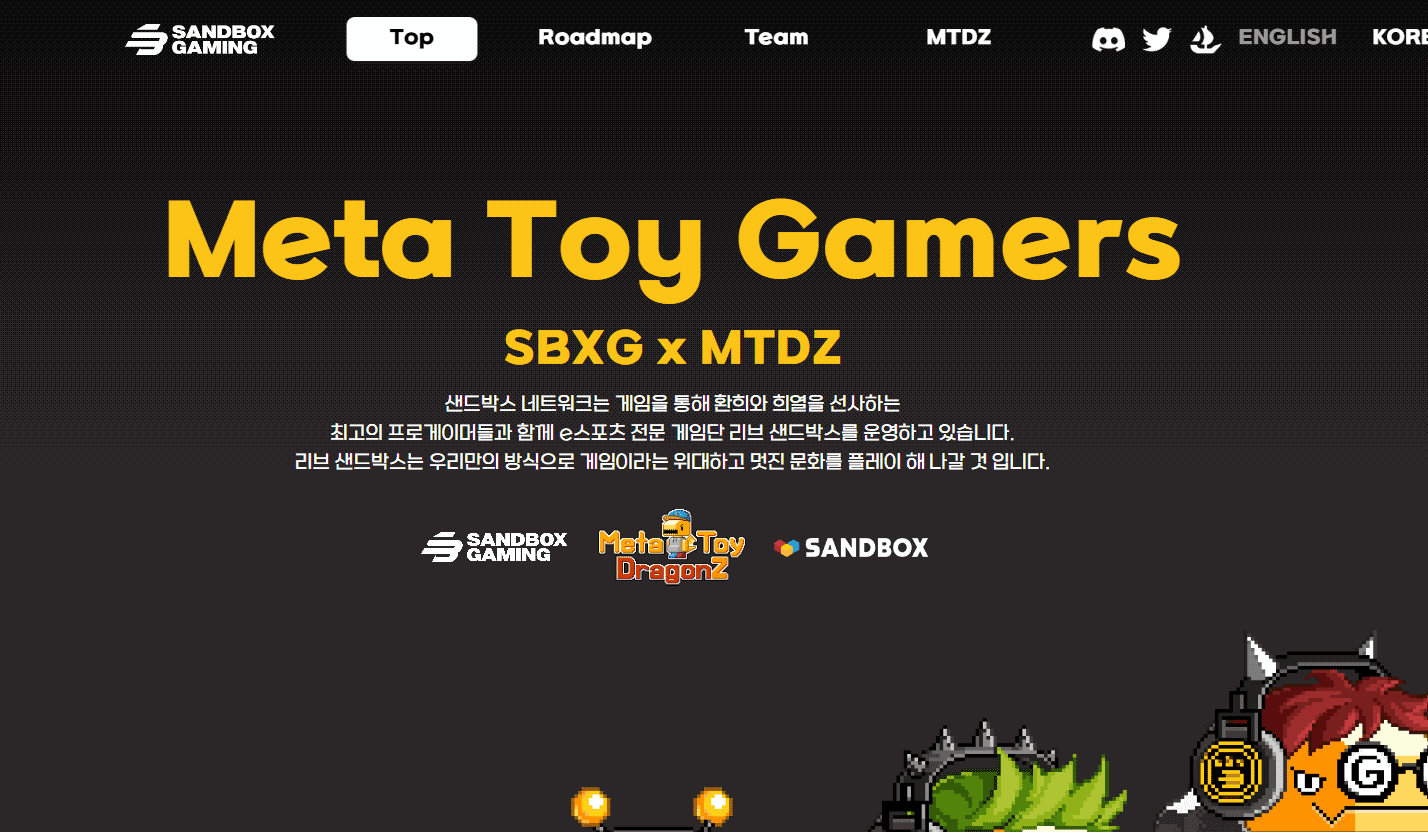 SANDBOX
GAMING
Top
Roadmap
Team
MTDZ
ENGLISH
KORE
Meta Toy Gamers
SBXG x MTDZ
샌드박스 네트워크는 게임을 통해 환희와 희열을 선사하는
최고의 프로게이머들과 함께 e스포츠 전문 게임단 리브 샌드박스를 운영하고 있습니다.
리브 샌드박스는 우리만의 방식으로 게임이라는 위대하고 멋진 문화를 플레이 해 나갈 것 입니다.
SANDBOX
GAMING
Meta Toy
DragonZ
SANDBOX
G